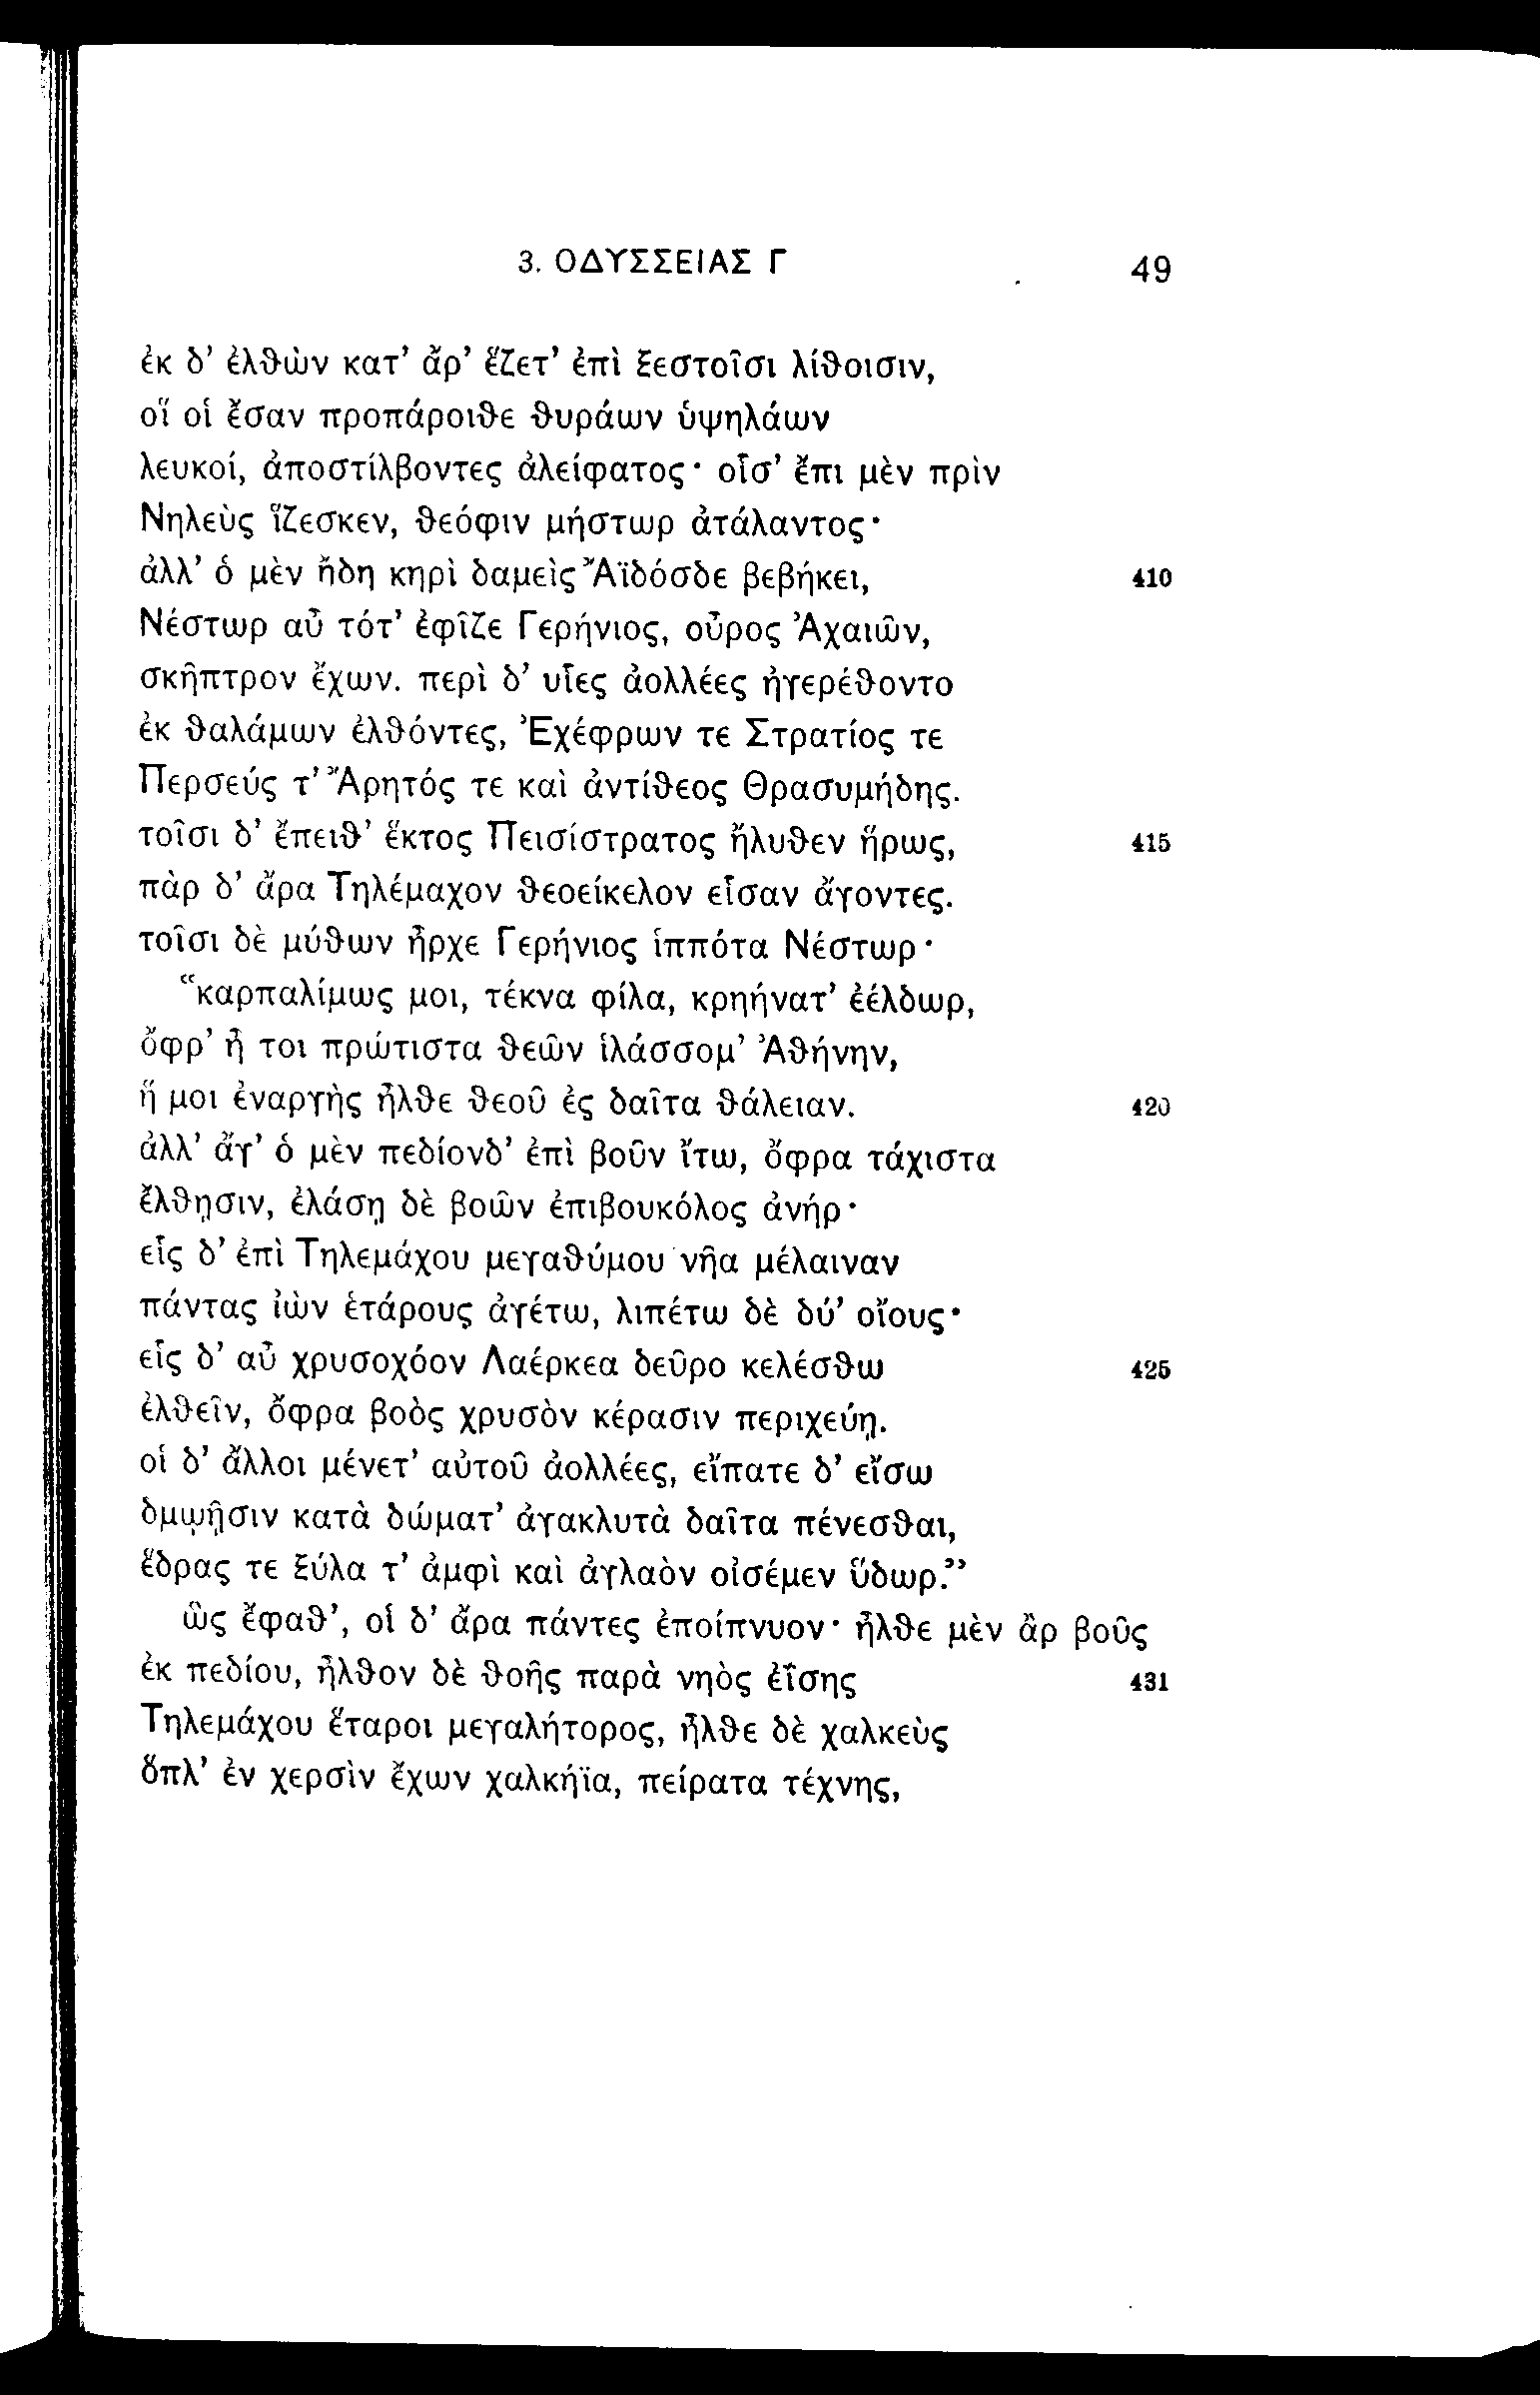 3. ΟΔΥΣΣΕΙΑΣ Γ 49
ἐκ δ’ ἐλϑὼν κατ’ ἄρ’ ἕζετ’ ἐπὶ ξεστοῖσι λίϑοισιν,
οἵ οἱ ἔσαν προπάροιϑε ϑυράων ὑψηλάων
λευκοί, ἀποστίλβοντες ἀλείφατος· οἷσ’ ἔπι μὲν πρὶν
Νηλεὺς ἵζεσκεν, ϑεόφιν μήστωρ ἀτάλαντος·
ἀλλ’ ὁ μὲν ἤδη κηρὶ δαμεὶς Ἄϊδόσδε βεβήκει, 410
Νέστωρ αὖ τότ’ ἐφῖζε Γερήνιος, οὖρος Ἀχαιῶν,
σκῆπτρον ἔχων. περὶ δ’ υἷες ἀολλέες ἠγερέϑοντο
ἐκ ϑαλάμων ἐλϑόντες, Ἐχέφρων τε Στρατίος τε
Περσεύς τ’ Ἄρητός τε καὶ ἀντίϑεος Θρασυμήδης.
τοῖσι δ’ ἔπειϑ’ ἕκτος Πεισίστρατος ἤλυϑεν ἥρως, 415
πὰρ δ’ ἄρα Τηλέμαχον ϑεοείκελον εἷσαν ἄγοντες.
τοῖσι δὲ μύϑων ἦρχε Γερήνιος ἱππότα Νέστωρ·
“καρπαλίμως μοι, τέκνα φίλα, κρηήνατ’ ἐέλδωρ,
ὄφρ’ ἦ τοι πρώτιστα ϑεῶν ἱλάσσομ’ Ἀϑήνην,
ἥ μοι ἐναργὴς ἦλϑε ϑεοῦ ἐς δαῖτα ϑάλειαν. 420
ἀλλ’ ἄγ’ ὁ μὲν πεδίονδ’ ἐπὶ βοῦν ἴτω, ὄφρα τάχιστα
ἔλϑῃσιν, ἐλάσῃ δὲ βοῶν ἐπιβουκόλος ἀνήρ·
εἷς δ’ ἐπὶ Τηλεμάχου μεγαϑύμου νῆα μέλαιναν
πάντας ἰὼν ἑτάρους ἀγέτω, λιπέτω δὲ δύ’ οἴους·
εἷς δ’ αὖ χρυσοχόον Λαέρκεα δεῦρο κελέσϑω 425
ἐλϑεῖν, ὄφρα βοὸς χρυσὸν κέρασιν περιχεύῃ.
οἱ δ’ ἄλλοι μένετ’ αὐτοῦ ἀολλέες, εἴπατε δ’ εἴσω
δμῳῇσιν κατὰ δώματ’ ἀγακλυτὰ δαῖτα πένεσϑαι,
ἕδρας τε ξύλα τ’ ἀμφὶ καὶ ἀγλαὸν οἰσέμεν ὕδωρ.”
ὣς ἔφαϑ’, οἱ δ’ ἄρα πάντες ἐποίπνυον· ἦλϑε μὲν ἂρ βοῦς
ἐκ πεδίου, ἦλϑον δὲ ϑοῆς παρὰ νηὸς ἐΐσης 431
Τηλεμάχου ἕταροι μεγαλήτορος, ἦλϑε δὲ χαλκεὺς
ὅπλ’ ἐν χερσὶν ἔχων χαλκήϊα, πείρατα τέχνης,